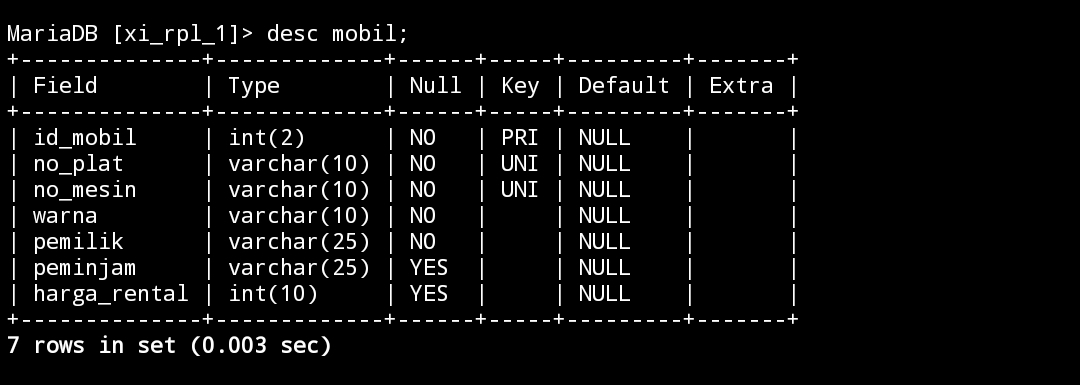 MariaDB [xi_rpl_1]> desc mobil;
+--------------+-------------+------+-----+---------+-------+
| Field        | Type        | Null | Key | Default | Extra |
+--------------+-------------+------+-----+---------+-------+
| id_mobil     | int(2)      | NO   | PRI | NULL    |       |
| no_plat      | varchar(10) | NO   | UNI | NULL    |       |
| no_mesin     | varchar(10) | NO   | UNI | NULL    |       |
| warna        | varchar(10) | NO   |     | NULL    |       |
| pemilik      | varchar(25) | NO   |     | NULL    |       |
| peminjam     | varchar(25) | YES  |     | NULL    |       |
| harga_rental | int(10)     | YES  |     | NULL    |       |
+--------------+-------------+------+-----+---------+-------+
7 rows in set (0.003 sec)